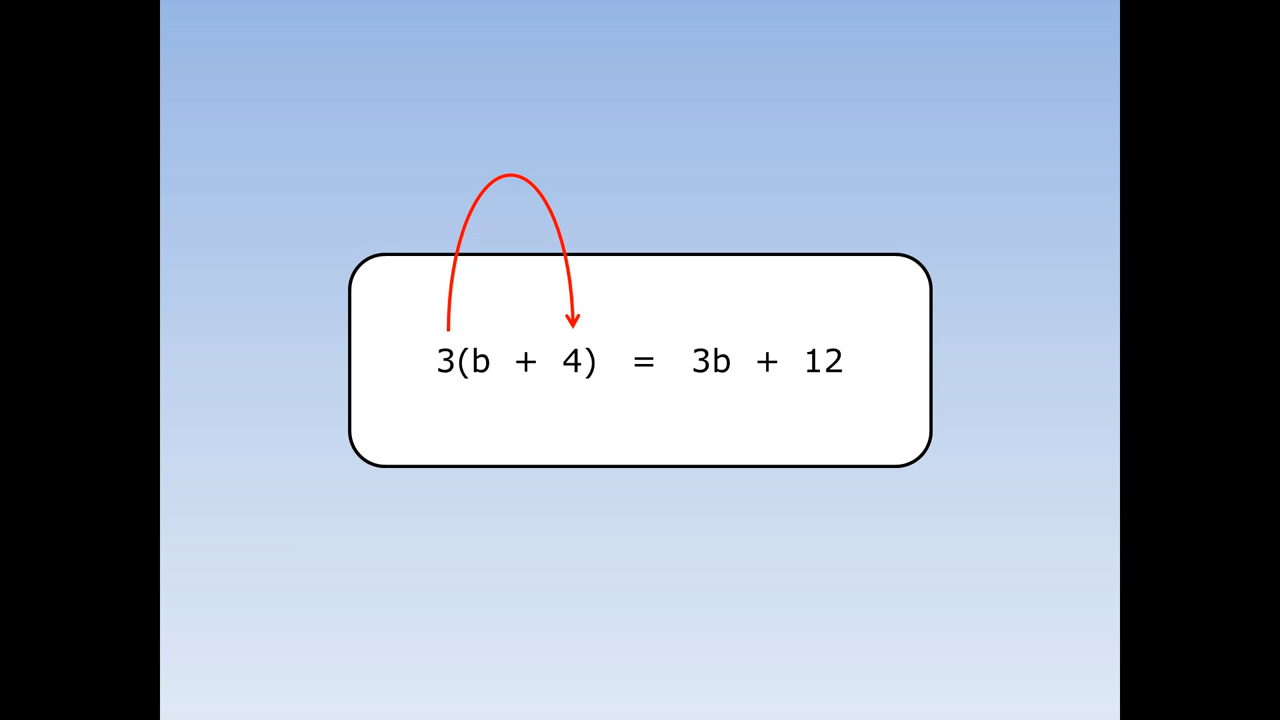 3(b + 4) = 3b + 12